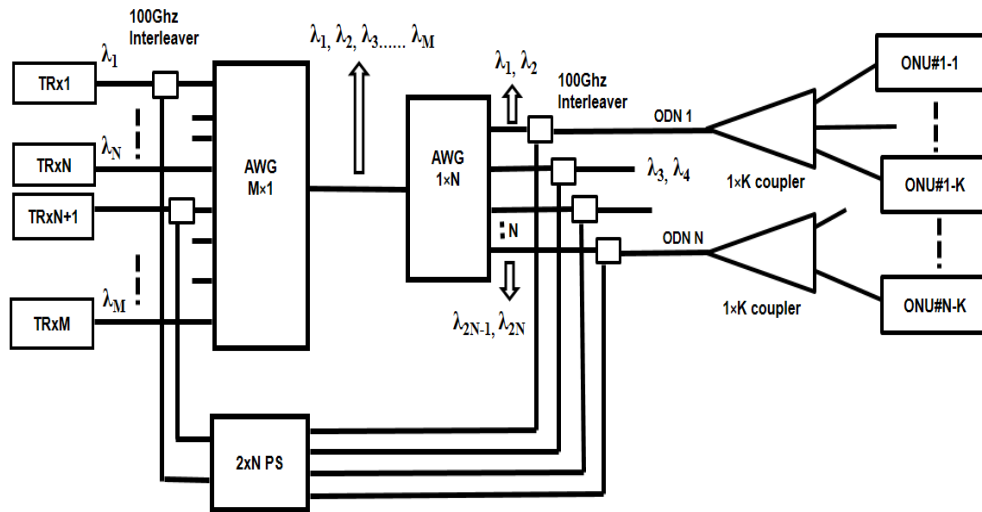 100Ghz
Interleaver
λ1, λ2, λ3...... λM
λ1
TRx1
λN
TRxN
TRxN+1
λM
TRxM
AWG
M×1
AWG
1×N
λ1, λ2
100Ghz
Interleaver
ODN 1
λ3, λ4
N
ODN N
λ2N-1, λ2N
1×K coupler
1×K coupler
ONU#1-1
ONU#1-K
ONU#N-K
2xN PS